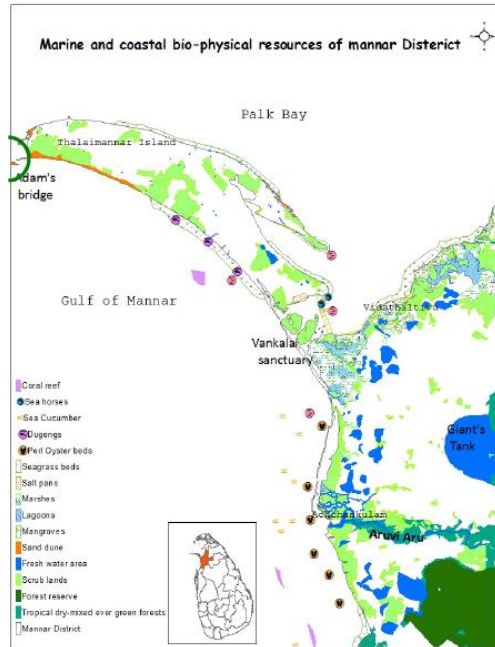 Marine and coastal bio-physical resources of mannar Disterict
Palk Bay
Thalaimannar Island
Adam's
bridge
Gulf of Mannar
Vidathaltivu
Vankalai
sanctuary
Giant's
Tank
Achchankulam
Aruvi Aru
Coral reef
Sea horses
Sea Cucumber
Dugongs
Perl Oyster beds
Seagrass beds
Salt pans
Marshes
Lagoons
Mangroves
Sand dune
Fresh water area
Scrub lands
Forest reserve
Tropical dry-mixed ever green forests
Mannar District